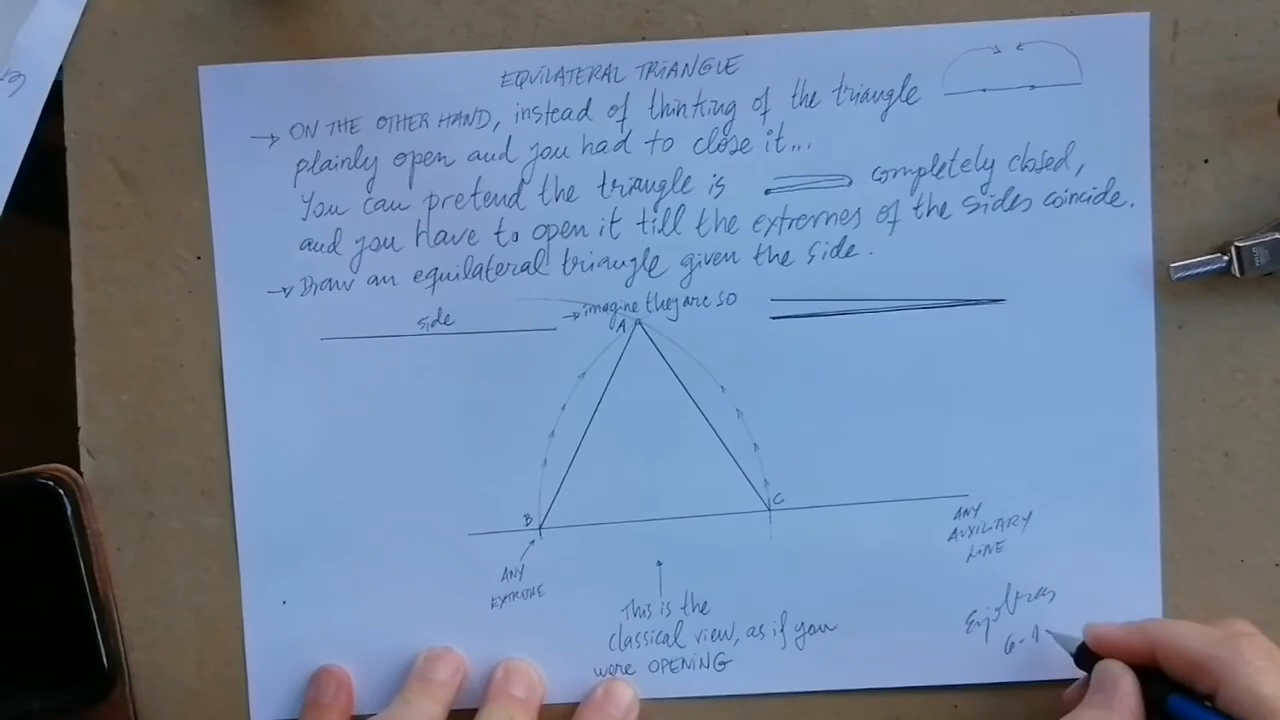 EQUILATERAL TRIANGLE
→ ON THE OTHER HAND, instead of thinking of the triangle
plainly open and you had to close it...
You can pretend the triangle is completely closed,
and you have to open it till the extremes of the sides coincide.
→ Draw an equilateral triangle given the side.
side
→ imagine they are so
A
B
C
ANY
EXTREME
ANY
AUXILIARY
LINE
This is the
classical view, as if you
were OPENING
6-1